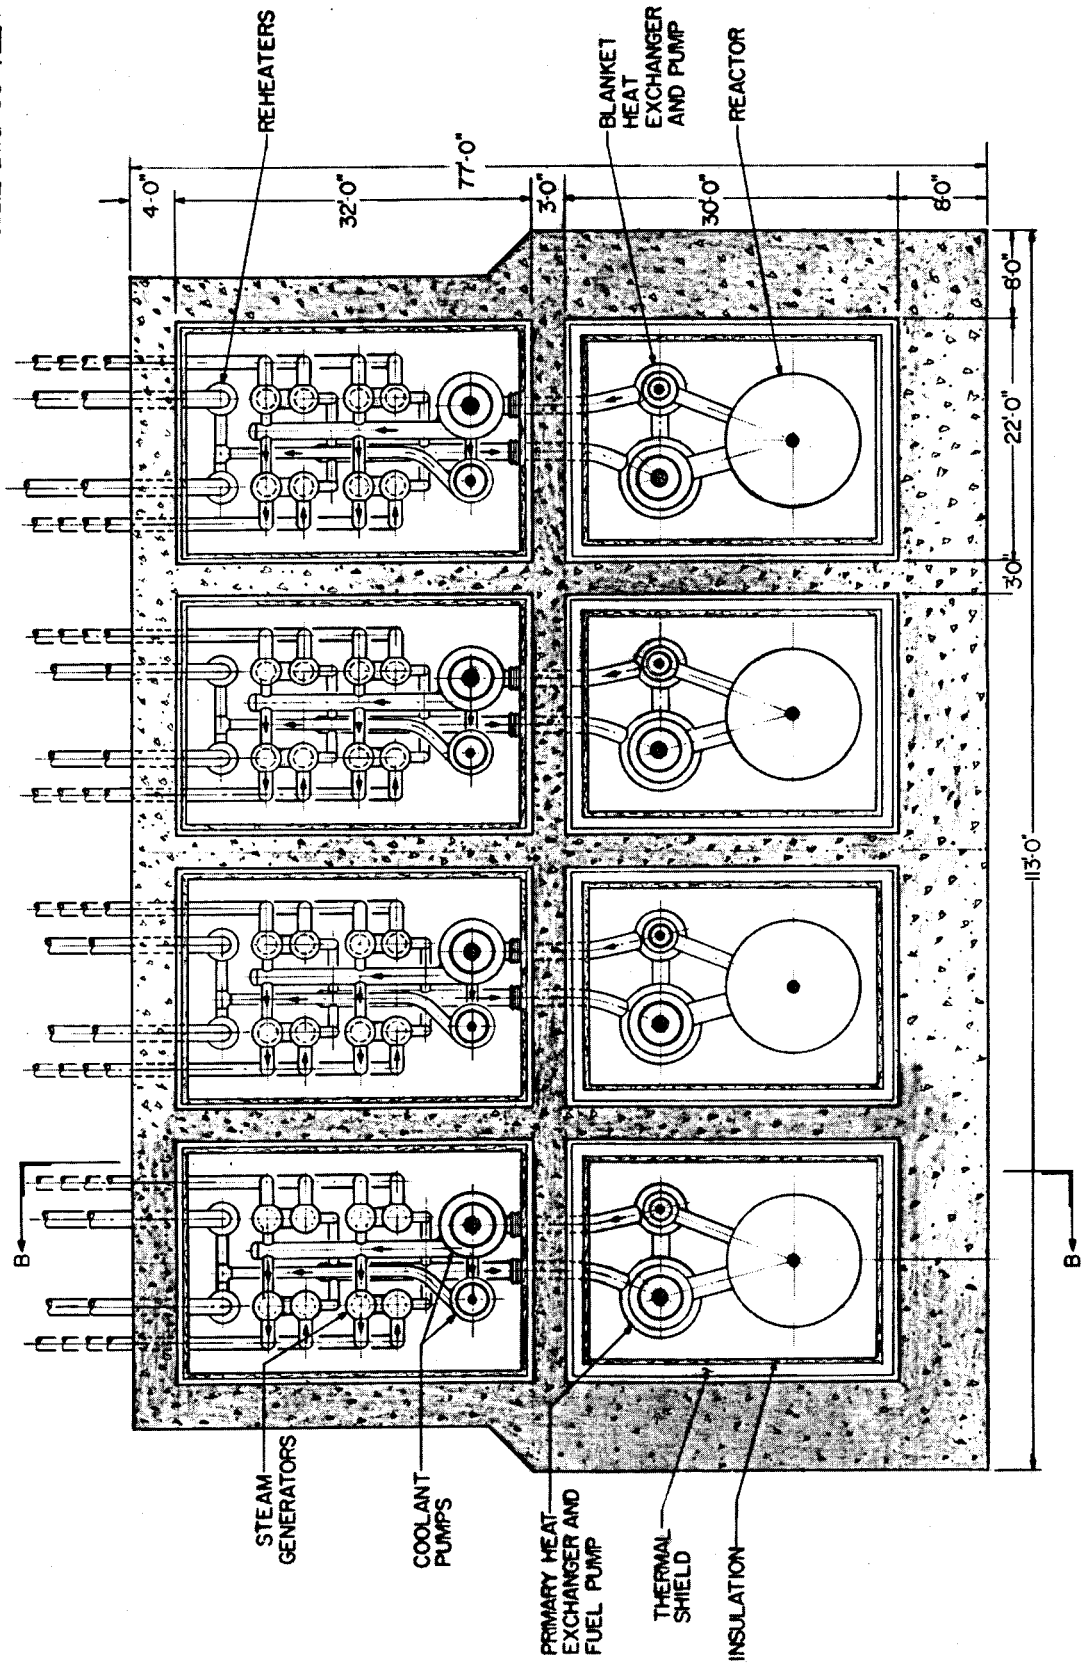 REHEATERS
4'-0"
32'-0"
77'-0"
3'-0"
30'-0"
8'-0"
BLANKET
HEAT
EXCHANGER
AND PUMP
REACTOR
8'-0"
22'-0"
3'0"
113'-0"
B
B
STEAM
GENERATORS
COOLANT
PUMPS
PRIMARY HEAT
EXCHANGER AND
FUEL PUMP
THERMAL
SHIELD
INSULATION